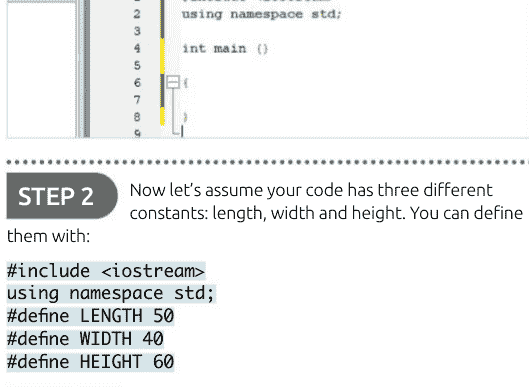 2 using namespace std;
3
4 int main ()
5
6 {
7
8 }
9
STEP 2 Now let's assume your code has three different
constants: length, width and height. You can define
them with:
#include <iostream>
using namespace std;
#define LENGTH 50
#define WIDTH 40
#define HEIGHT 60